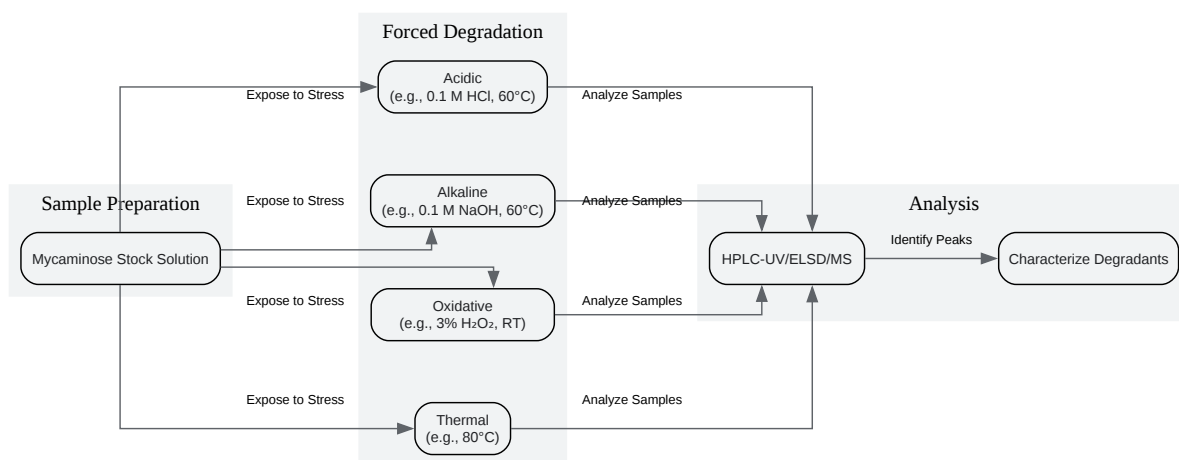 Forced Degradation
Acidic
(e.g., 0.1 M HCl, 60°C)
Expose to Stress
Analyze Samples
Sample Preparation
Expose to Stress
Alkaline
(e.g., 0.1 M NaOH, 60°C)
Analyze Samples
Analysis
Mycaminose Stock Solution
HPLC-UV/ELSD/MS
Identify Peaks
Characterize Degradants
Expose to Stress
Oxidative
(e.g., 3% H₂O₂, RT)
Analyze Samples
Expose to Stress
Thermal
(e.g., 80°C)
Analyze Samples